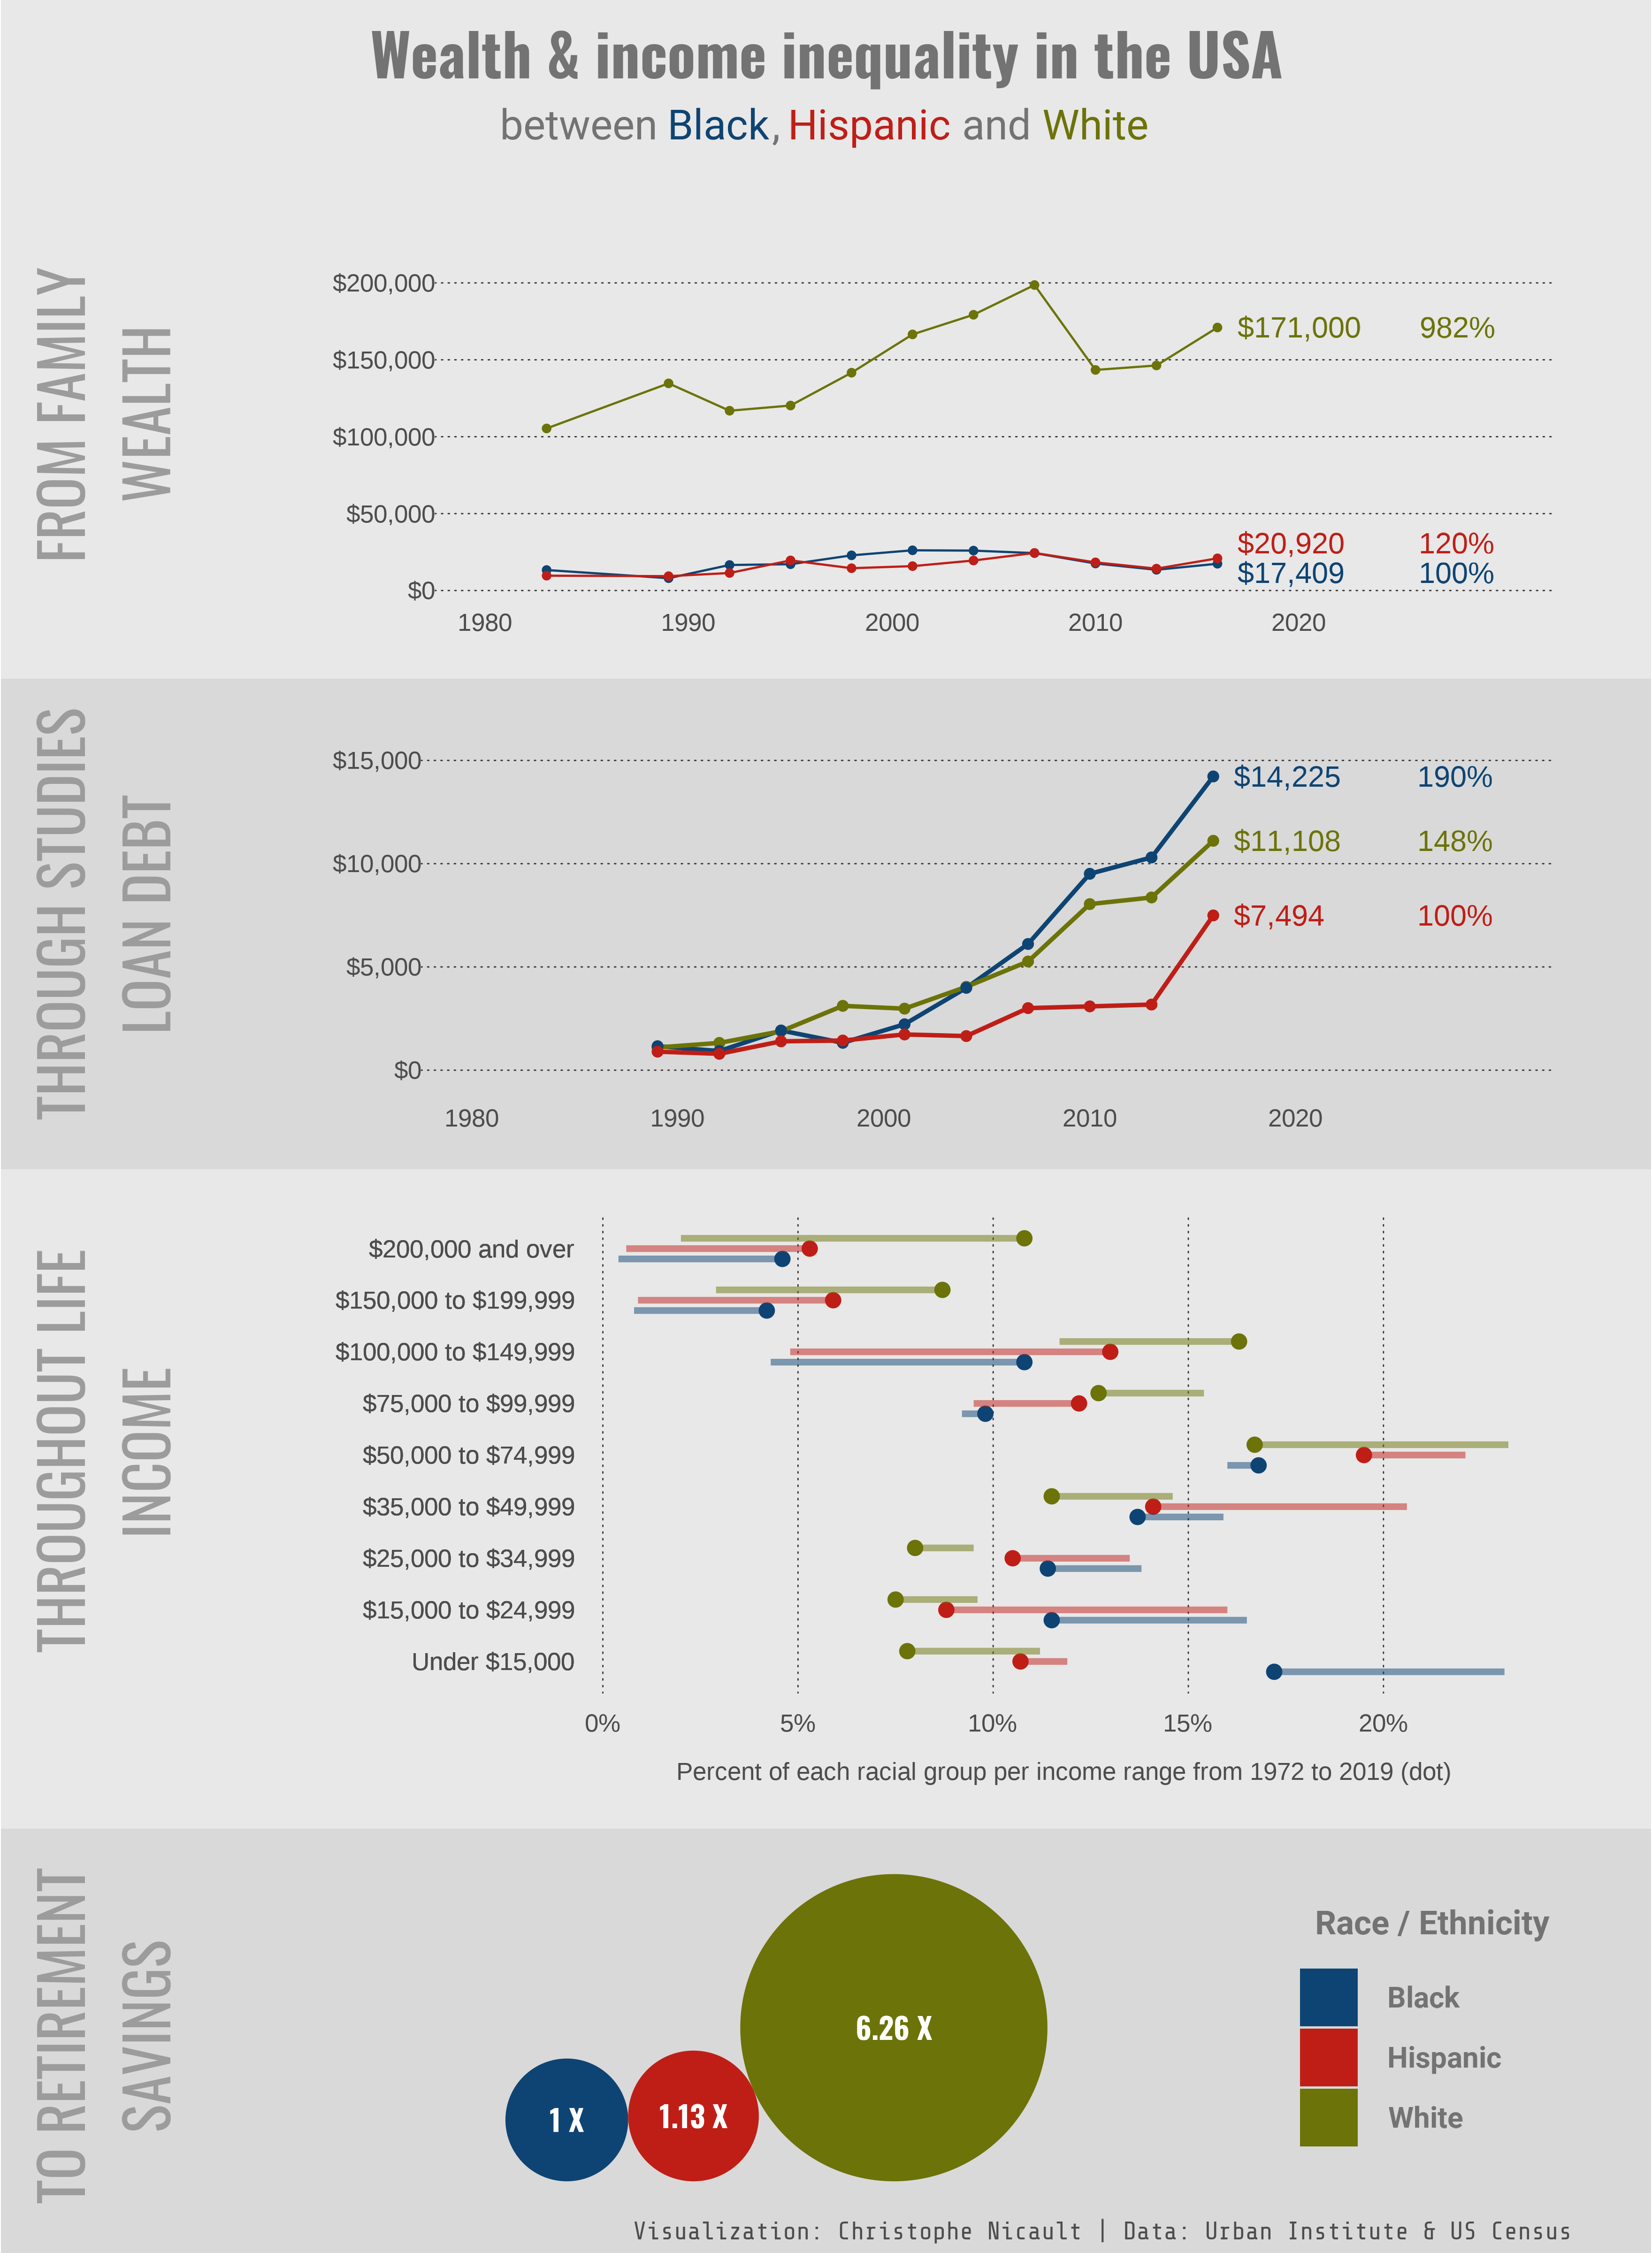 Wealth & income inequality in the USA
between Black, Hispanic and White
FROM FAMILY
WEALTH
$200,000
$150,000
$100,000
$50,000
$0
$171,000 982%
$20,920 120%
$17,409 100%
1980 1990 2000 2010 2020
THROUGH STUDIES
LOAN DEBT
$15,000
$10,000
$5,000
$0
$14,225 190%
$11,108 148%
$7,494 100%
1980 1990 2000 2010 2020
THROUGHOUT LIFE
INCOME
$200,000 and over
$150,000 to $199,999
$100,000 to $149,999
$75,000 to $99,999
$50,000 to $74,999
$35,000 to $49,999
$25,000 to $34,999
$15,000 to $24,999
Under $15,000
0% 5% 10% 15% 20%
Percent of each racial group per income range from 1972 to 2019 (dot)
TO RETIREMENT
SAVINGS
1 X
1.13 X
6.26 X
Race / Ethnicity
Black
Hispanic
White
Visualization: Christophe Nicault | Data: Urban Institute & US Census